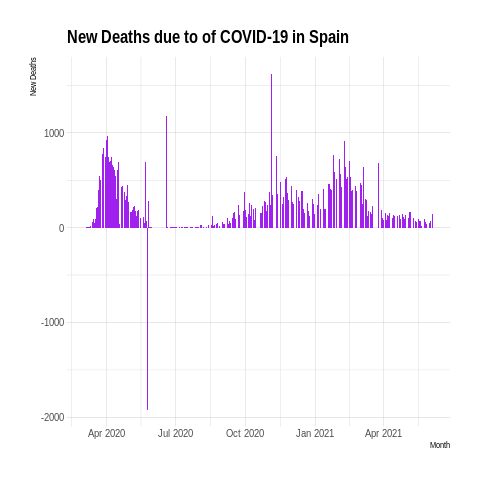 New Deaths due to of COVID-19 in Spain
New Deaths
1000
0
-1000
-2000
Apr 2020 Jul 2020 Oct 2020 Jan 2021 Apr 2021
Month